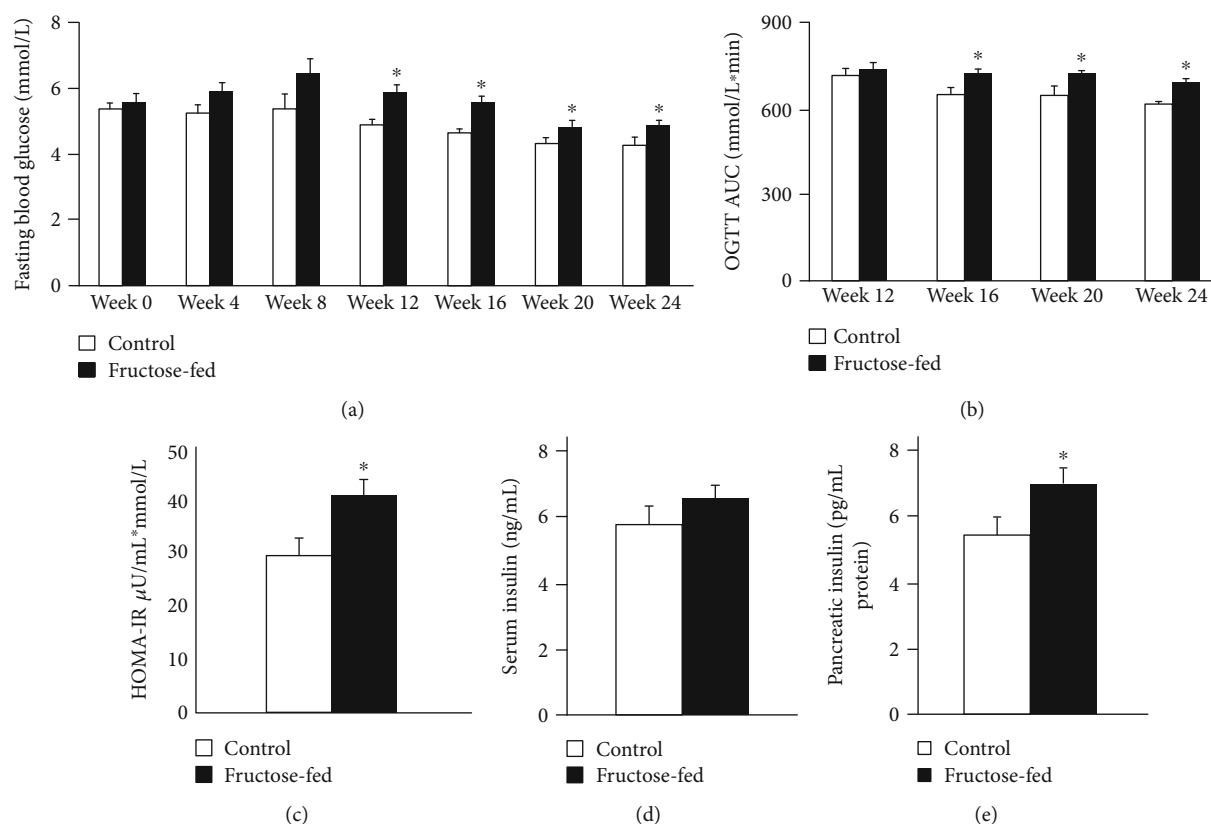 Fasting blood glucose (mmol/L)
8
6
4
2
0
*
*
*
*
Week 0 Week 4 Week 8 Week 12 Week 16 Week 20 Week 24
Control
Fructose-fed
(a)
OGTT AUC (mmol/L*min)
900
600
300
0
*
*
*
Week 12 Week 16 Week 20 Week 24
Control
Fructose-fed
(b)
HOMA-IR μU/mL*mmol/L
50
40
30
20
10
0
*
Control
Fructose-fed
(c)
Serum insulin (ng/mL)
8
6
4
2
0
Control
Fructose-fed
(d)
Pancreatic insulin (pg/mL
protein)
8
6
4
2
0
*
Control
Fructose-fed
(e)